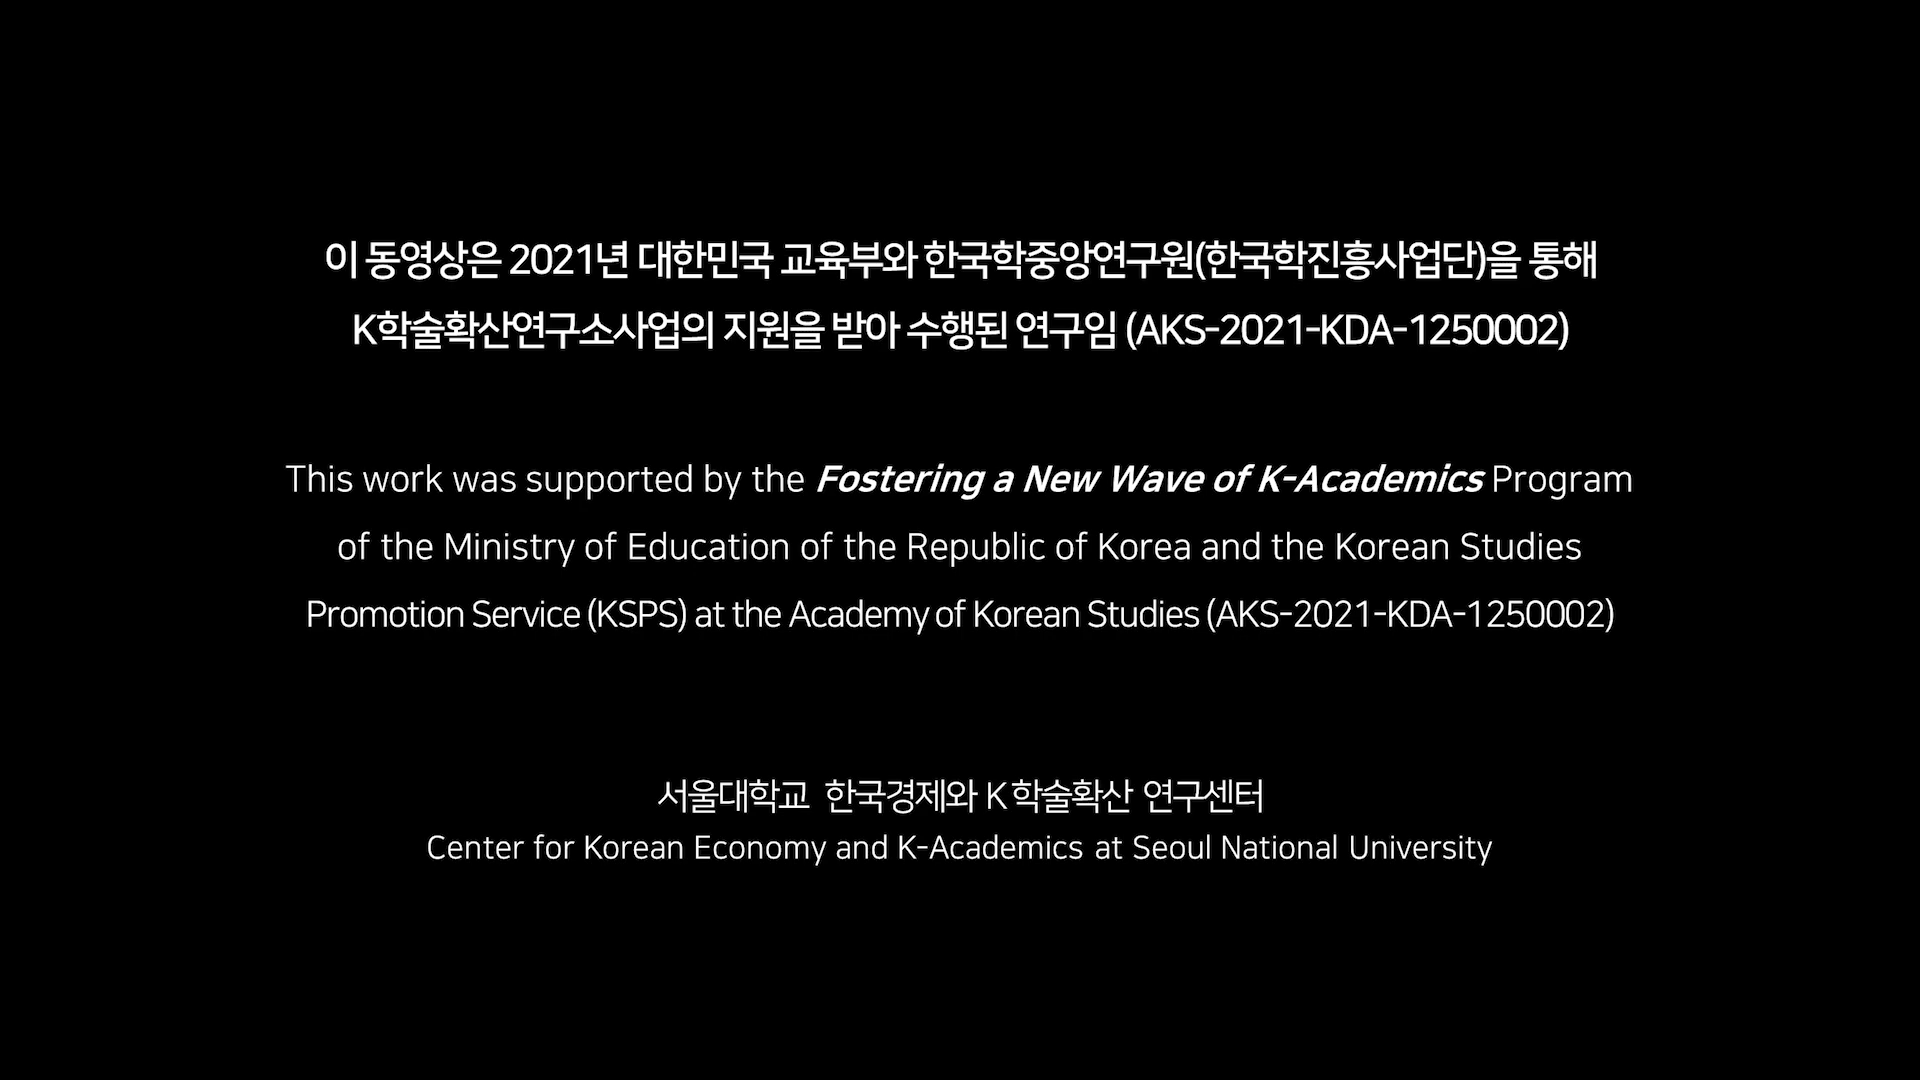 이 동영상은 2021년 대한민국 교육부와 한국학중앙연구원(한국학진흥사업단)을 통해
K학술확산연구소사업의 지원을 받아 수행된 연구임 (AKS-2021-KDA-1250002)
This work was supported by the Fostering a New Wave of K-Academics Program
of the Ministry of Education of the Republic of Korea and the Korean Studies
Promotion Service (KSPS) at the Academy of Korean Studies (AKS-2021-KDA-1250002)
서울대학교 한국경제와 K학술확산 연구센터
Center for Korean Economy and K-Academics at Seoul National University